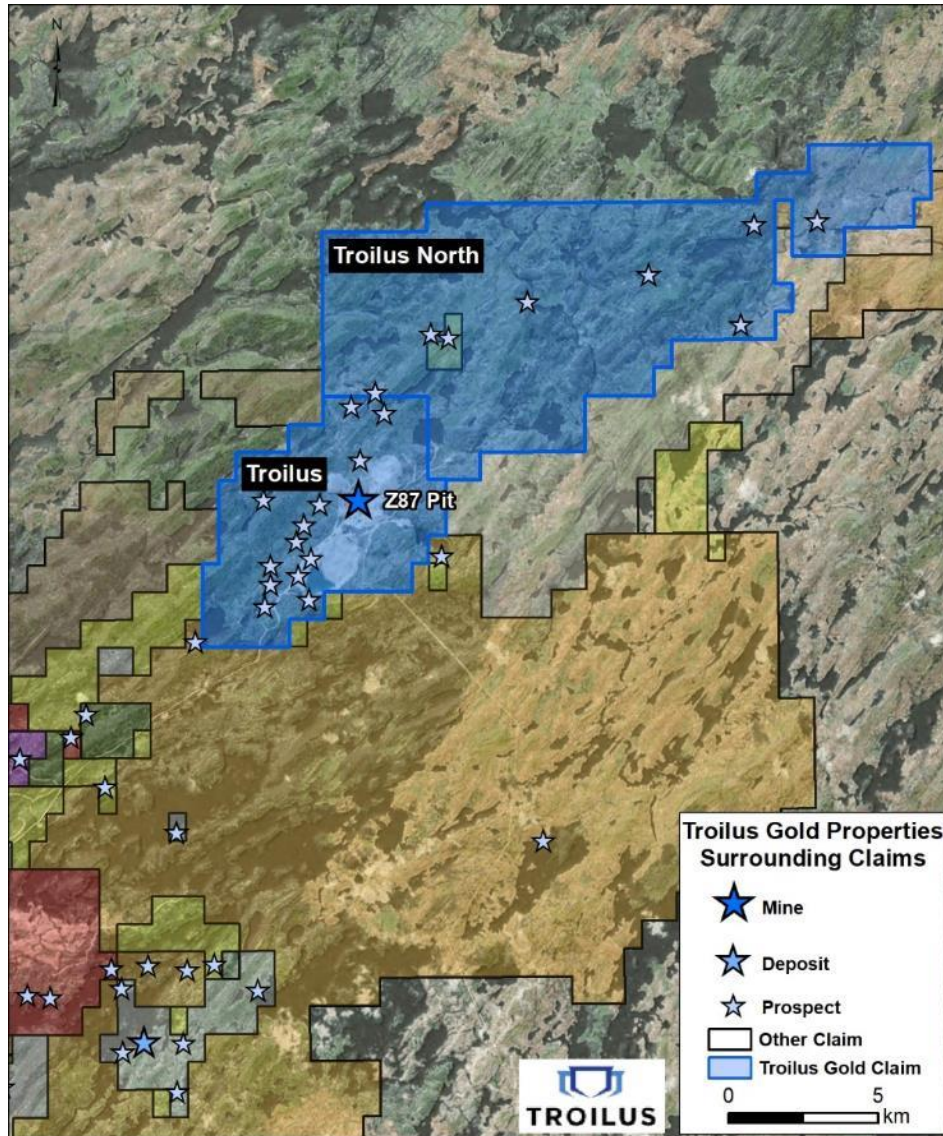 N
Troilus North
Troilus
Z87 Pit
Troilus Gold Properties
Surrounding Claims
Mine
Deposit
Prospect
Other Claim
Troilus Gold Claim
0 5
km
TROILUS